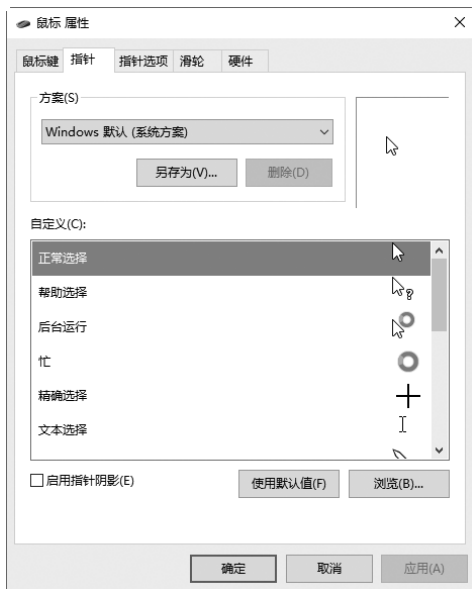 鼠标 属性
鼠标键 指针 指针选项 滑轮 硬件
方案(S)
Windows 默认 (系统方案)
另存为(V)... 删除(D)
自定义(C):
正常选择
帮助选择
后台运行
忙
精确选择
文本选择
启用指针阴影(E) 使用默认值(F) 浏览(B)...
确定 取消 应用(A)